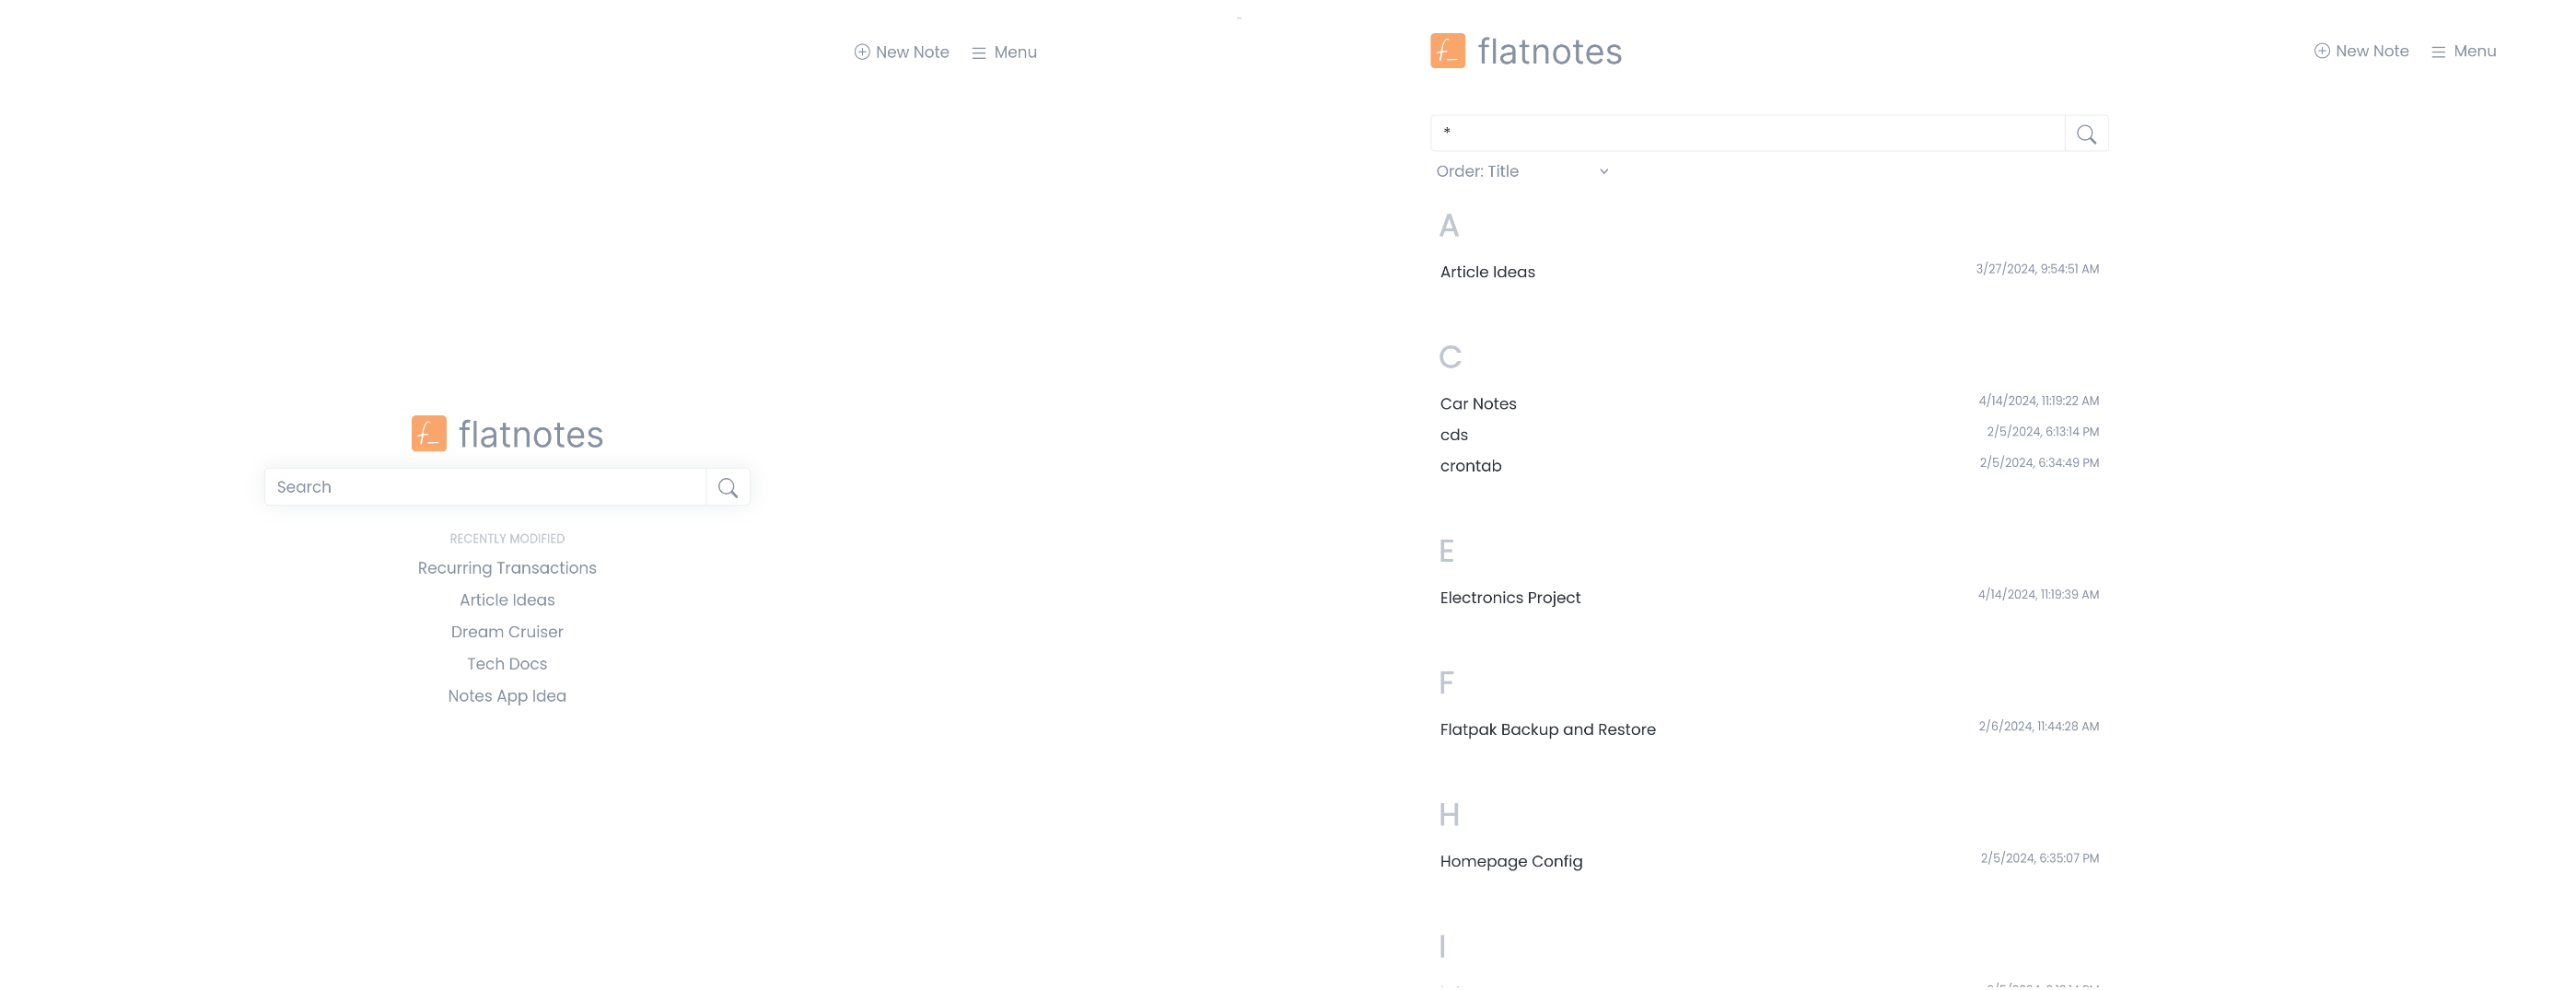 New Note Menu
flatnotes
Search
RECENTLY MODIFIED
Recurring Transactions
Article Ideas
Dream Cruiser
Tech Docs
Notes App Idea
flatnotes
New Note Menu
*
Order: Title
A
Article Ideas 3/27/2024, 9:54:51 AM
C
Car Notes 4/14/2024, 11:19:22 AM
cds 2/5/2024, 6:13:14 PM
crontab 2/5/2024, 6:34:49 PM
E
Electronics Project 4/14/2024, 11:19:39 AM
F
Flatpak Backup and Restore 2/6/2024, 11:44:28 AM
H
Homepage Config 2/5/2024, 6:35:07 PM
I